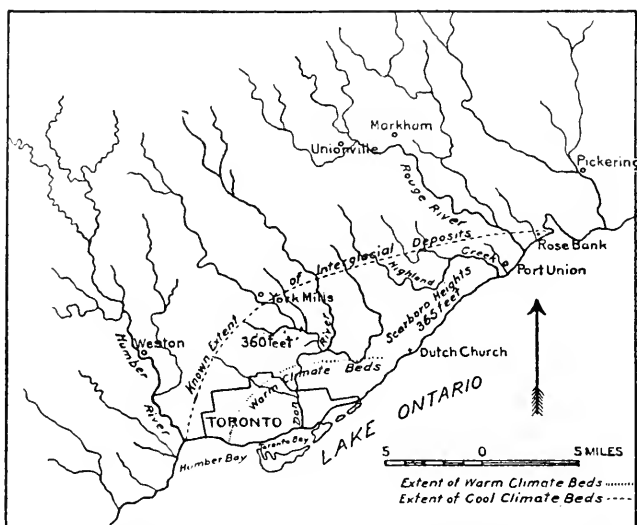 Markham
Unionville
Pickering
Rouge River
Rose Bank
Known Extent of Interglacial Deposits
Highland Creek
Port Union
York Mills
Scarboro Heights
365 feet
Weston
360 feet
Humber River
Don River
Dutch Church
Warm Climate Beds
TORONTO
LAKE ONTARIO
Toronto Bay
Humber Bay
5 0 5 MILES
Extent of Warm Climate Beds
Extent of Cool Climate Beds